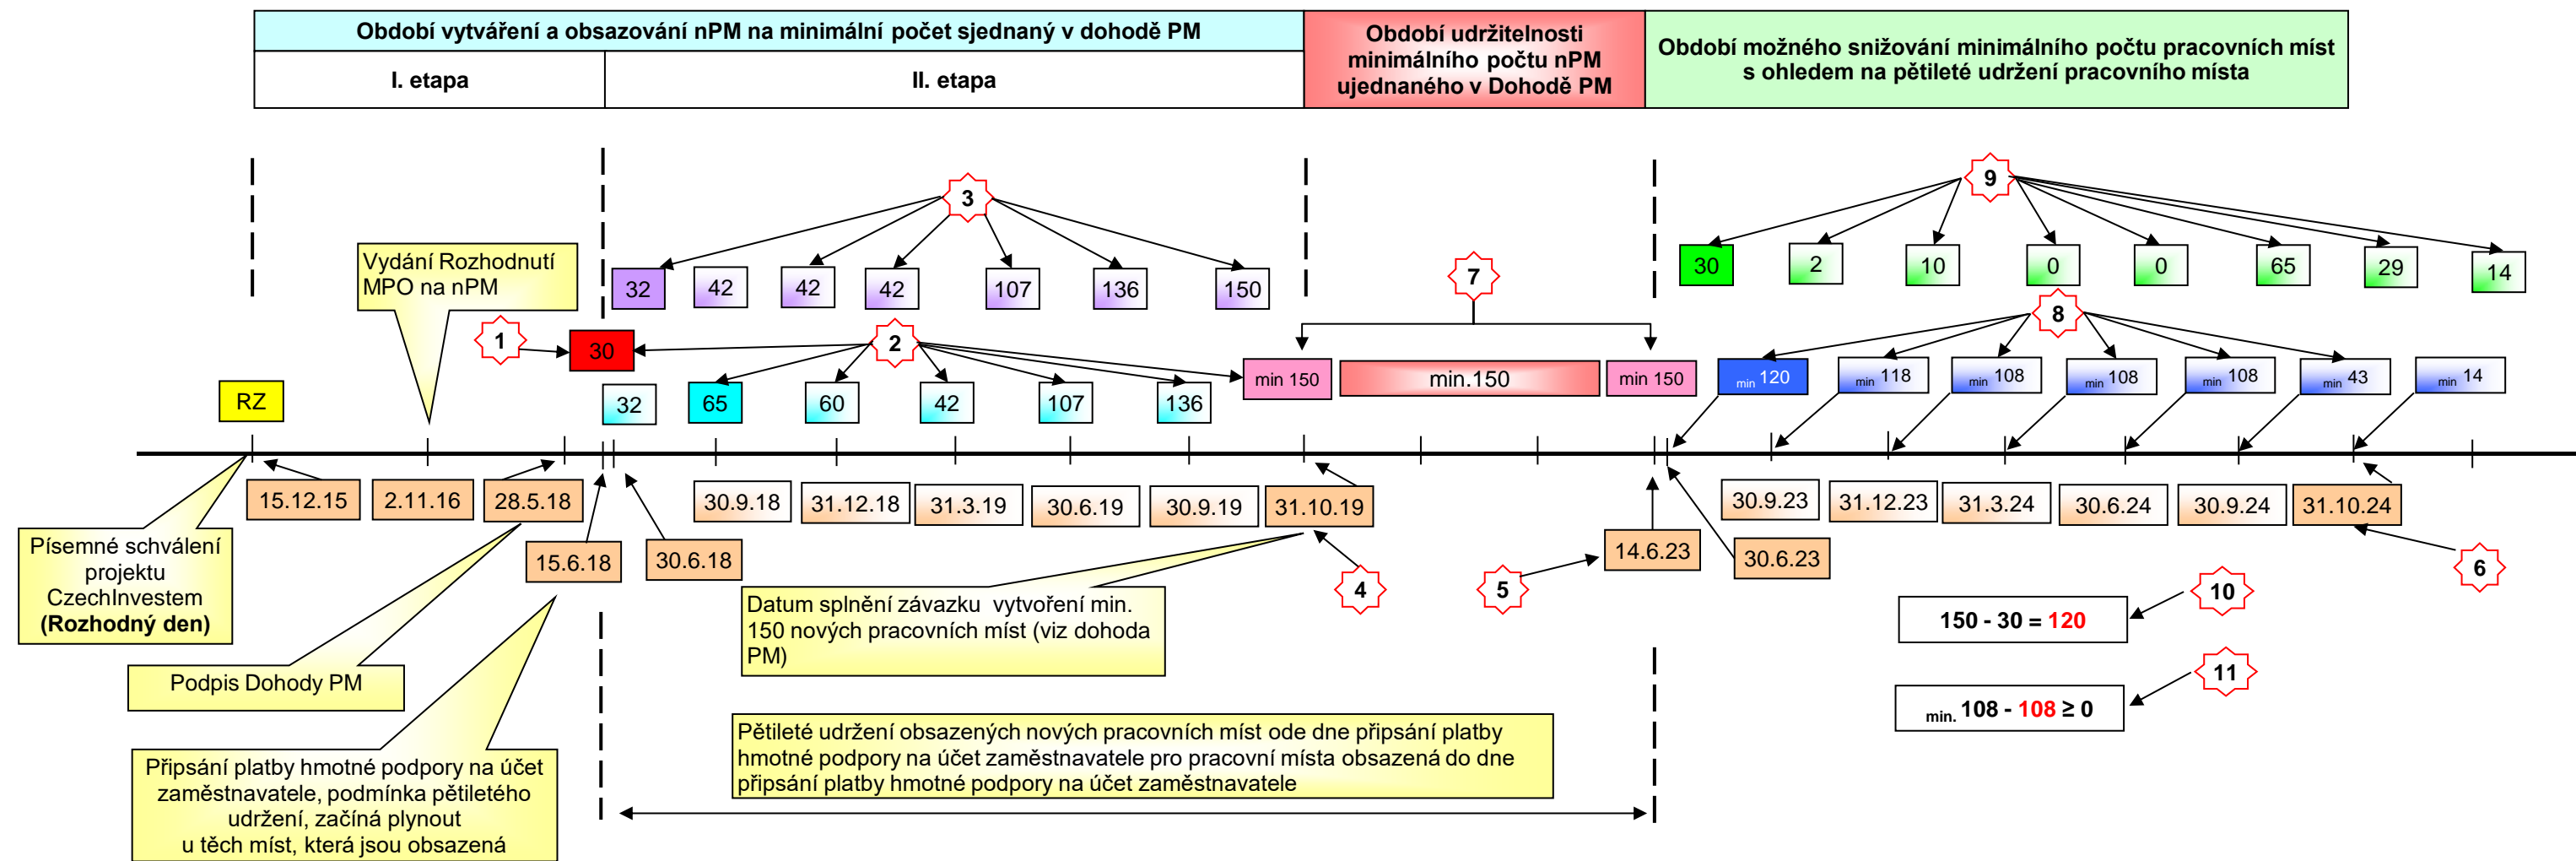 Období vytváření a obsazování nPM na minimální počet sjednaný v dohodě PM
I. etapa
II. etapa
Období udržitelnosti
minimálního počtu nPM
ujednaného v Dohodě PM
Období možného snižování minimálního počtu pracovních míst
s ohledem na pětileté udržení pracovního místa
3
9
Vydání Rozhodnutí
MPO na nPM
32
42
42
42
107
136
150
7
30
2
10
0
0
65
29
14
1
30
2
8
RZ
32
65
60
42
107
136
min 150
min.150
min 150
min 120
min 118
min 108
min 108
min 108
min 43
min 14
15.12.15
2.11.16
28.5.18
30.9.18
31.12.18
31.3.19
30.6.19
30.9.19
31.10.19
30.9.23
31.12.23
31.3.24
30.6.24
30.9.24
31.10.24
15.6.18
30.6.18
14.6.23
30.6.23
4
5
6
Písemné schválení
projektu
CzechInvestem
(Rozhodný den)
Datum splnění závazku vytvoření min.
150 nových pracovních míst (viz dohoda
PM)
10
150 - 30 = 120
Podpis Dohody PM
11
min. 108 - 108 ≥ 0
Pětileté udržení obsazených nových pracovních míst ode dne připsání platby
hmotné podpory na účet zaměstnavatele pro pracovní místa obsazená do dne
připsání platby hmotné podpory na účet zaměstnavatele
Připsání platby hmotné podpory na účet
zaměstnavatele, podmínka pětiletého
udržení, začíná plynout
u těch míst, která jsou obsazená